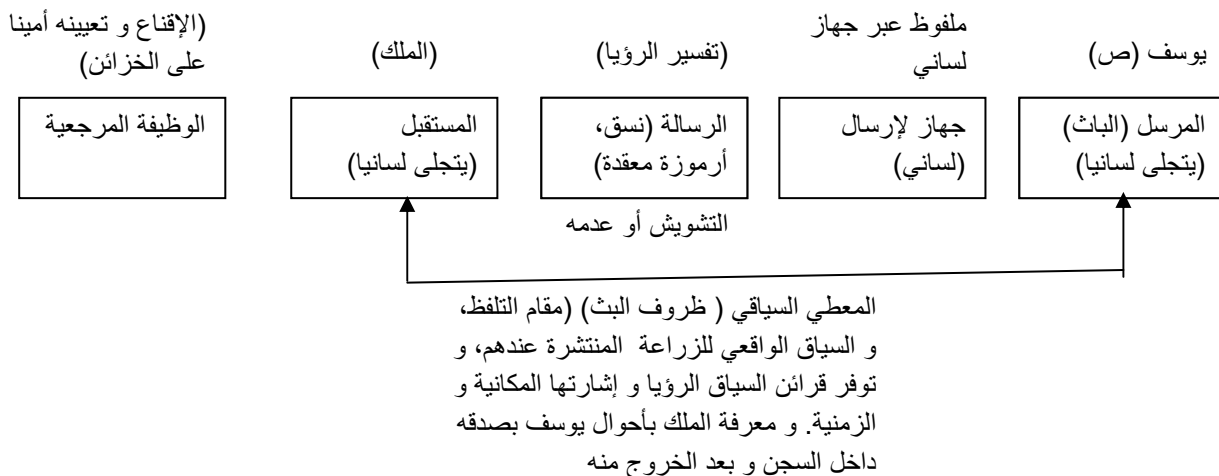 يوسف (ص)
ملفوظ عبر جهاز
لساني
(تفسير الرؤيا)
(الملك)
(الإقناع و تعيينه أمينا
على الخزائن)
المرسل (الباث)
(يتجلى لسانيا)
جهاز لإرسال
(لساني)
الرسالة (نسق،
أرموزة معقدة)
المستقبل
(يتجلى لسانيا)
الوظيفة المرجعية
التشويش أو عدمه
المعطي السياقي ( ظروف البث) (مقام التلفظ،
و السياق الواقعي للزراعة المنتشرة عندهم، و
توفر قرائن السياق الرؤيا و إشارتها المكانية و
الزمنية. و معرفة الملك بأحوال يوسف بصدقه
داخل السجن و بعد الخروج منه